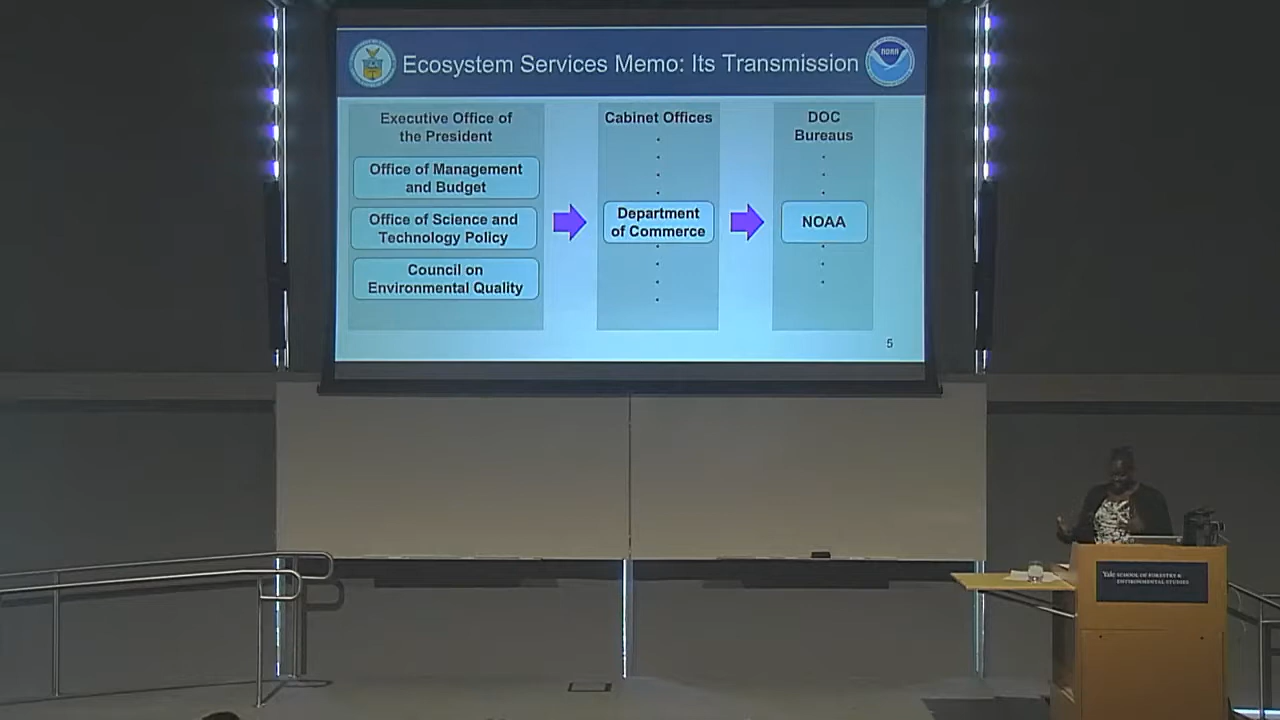 Ecosystem Services Memo: Its Transmission
NOAA
Executive Office of
the President
Office of Management
and Budget
Office of Science and
Technology Policy
Council on
Environmental Quality
Cabinet Offices
Department
of Commerce
DOC
Bureaus
NOAA
5
Yale SCHOOL OF FORESTRY &
ENVIRONMENTAL STUDIES